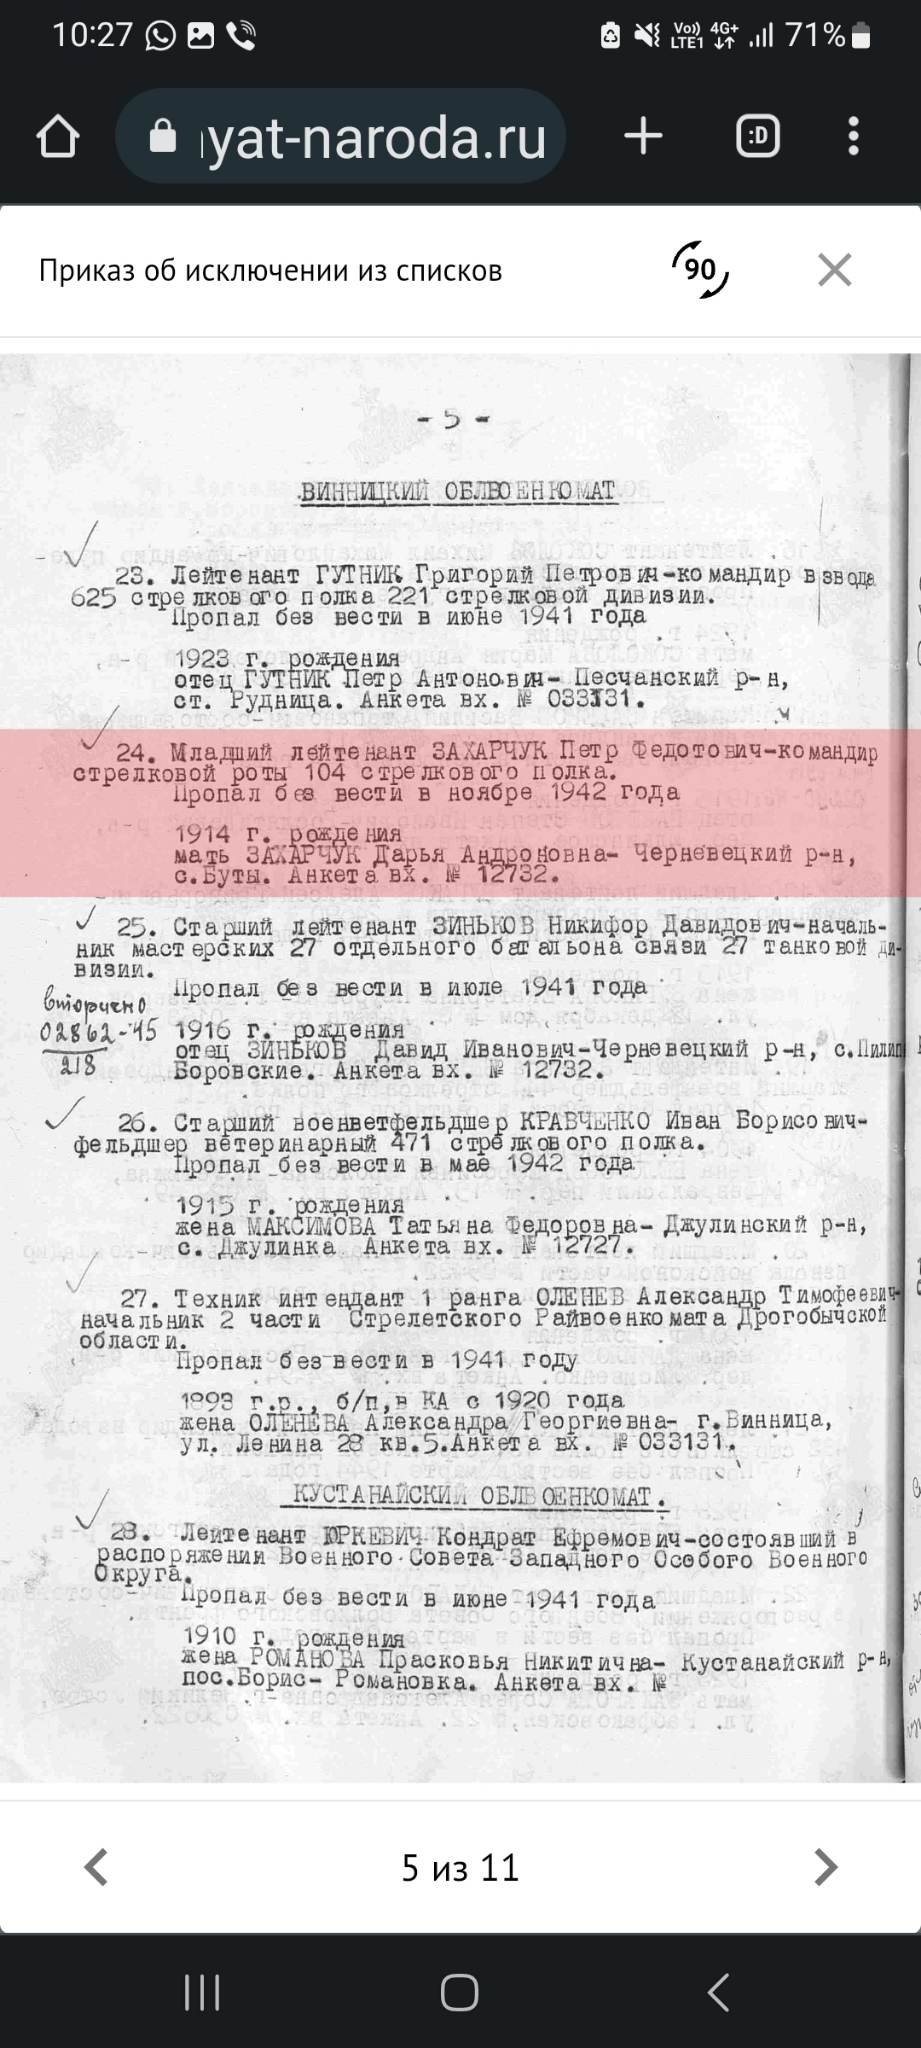 10:27
Vo)) LTE1 4G+ 71%
yat-naroda.ru
:D
Приказ об исключении из списков
90
- 5 -
ВИННИЦКИЙ ОБЛВОЕНКОМАТ
23. Лейтенант ГУТНИК Григорий Петрович-командир взвода
625 стрелкового полка 221 стрелковой дивизии.
Пропал без вести в июне 1941 года
1923 г. рождения
отец ГУТНИК Петр Антонович- Песчанский р-н,
ст. Рудница. Анкета вх. № 033131.
24. Младший лейтенант ЗАХАРЧУК Петр Федотович-командир
стрелковой роты 104 стрелкового полка.
Пропал без вести в ноябре 1942 года
1914 г. рождения
мать ЗАХАРЧУК Дарья Андроновна- Черневецкий р-н,
с.Буты. Анкета вх. № 12732.
25. Старший лейтенант ЗИНЬКОВ Никифор Давидович-началь-
ник мастерских 27 отдельного батальона связи 27 танковой ди-
визии.
Пропал без вести в июле 1941 года
вторчено
02862-45
218
1916 г. рождения
отец ЗИНЬКОВ Давид Иванович-Черневецкий р-н, с.Пилип
Боровские. Анкета вх. № 12732.
26. Старший военветфельдшер КРАВЧЕНКО Иван Борисович-
фельдшер ветеринарный 471 стрелкового полка.
Пропал без вести в мае 1942 года
1915 г. рождения
жена МАКСИМОВА Татьяна Федоровна- Джулинский р-н,
с. Джулинка Анкета вх. № 12727.
27. Техник интендант 1 ранга ОЛЕНЕВ Александр Тимофеевич-
начальник 2 части Стрелетского Райвоенкомата Дрогобычской
области.
Пропал без вести в 1941 году
1893 г.р., б/п,в КА с 1920 года
жена ОЛЕНЕВА Александра Георгиевна- г.Винница,
ул. Ленина 28 кв.5.Анкета вх. № 033131.
КУСТАНАЙСКИЙ ОБЛВОЕНКОМАТ.
28. Лейтенант ЮРКЕВИЧ Кондрат Ефремович-состоявший в
распоряжении Военного Совета Западного Особого Военного
Округа.
Пропал без вести в июне 1941 года
1910 г. рождения
жена РОМАНОВА Прасковья Никитична- Кустанайский р-н,
пос.Борис- Романовка. Анкета вх. №
5 из 11